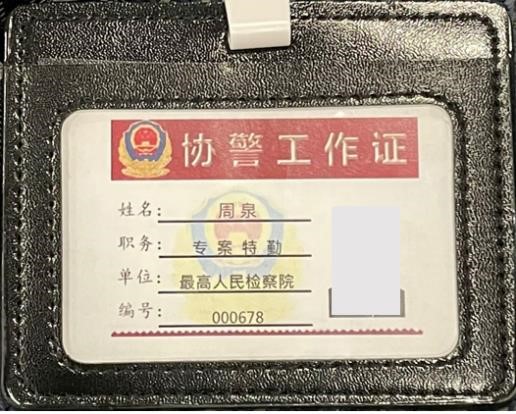 协警工作证
姓名：周泉
职务：专案特勤
单位：最高人民检察院
编号：000678